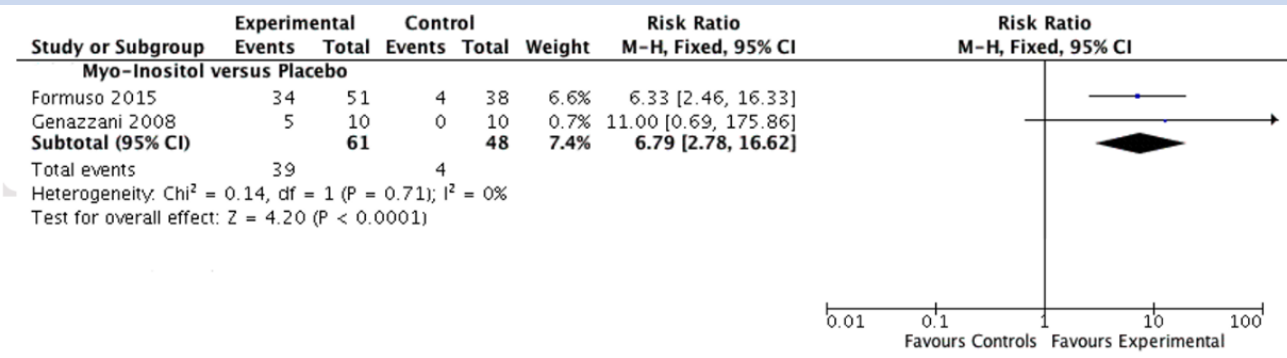 Experimental Control Risk Ratio Risk Ratio
Study or Subgroup Events Total Events Total Weight M-H, Fixed, 95% CI M-H, Fixed, 95% CI
Myo-Inositol versus Placebo
Formuso 2015 34 51 4 38 6.6% 6.33 [2.46, 16.33]
Genazzani 2008 5 10 0 10 0.7% 11.00 [0.69, 175.86]
Subtotal (95% CI) 61 48 7.4% 6.79 [2.78, 16.62]
Total events 39 4
Heterogeneity: Chi² = 0.14, df = 1 (P = 0.71); I² = 0%
Test for overall effect: Z = 4.20 (P < 0.0001)
0.01 0.1 1 10 100
Favours Controls Favours Experimental